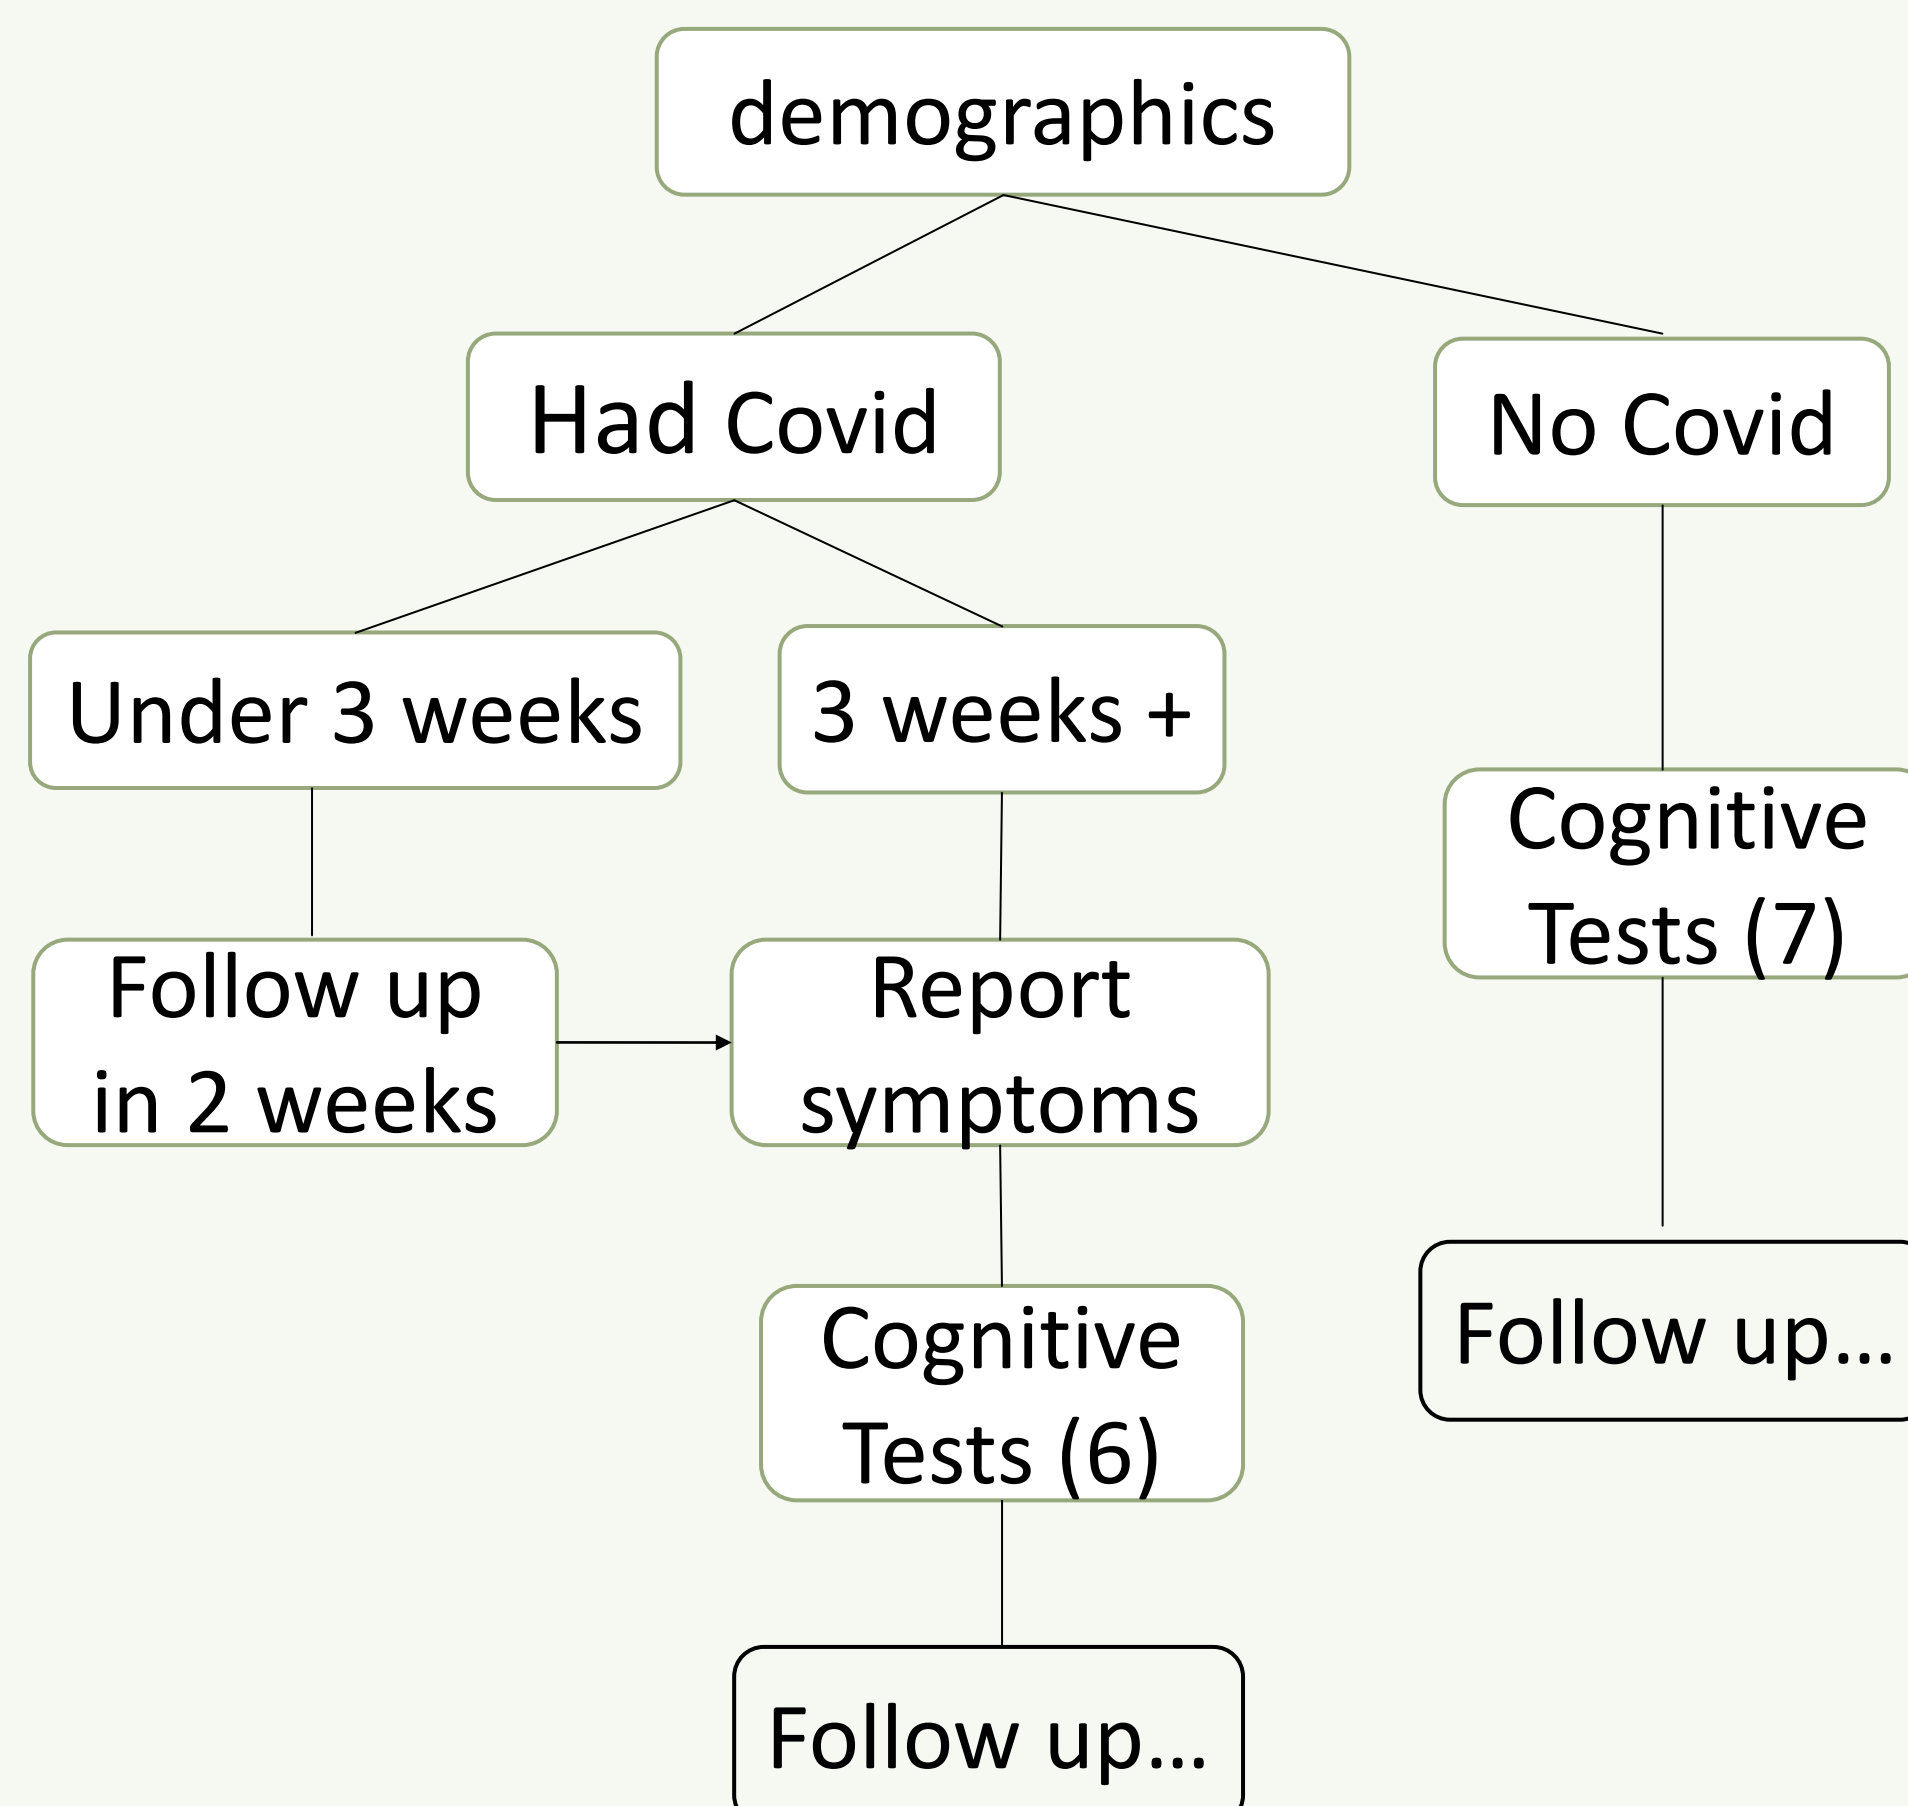 demographics
Had Covid
No Covid
Under 3 weeks
3 weeks +
Cognitive
Tests (7)
Follow up
in 2 weeks
Report
symptoms
Follow up...
Cognitive
Tests (6)
Follow up...